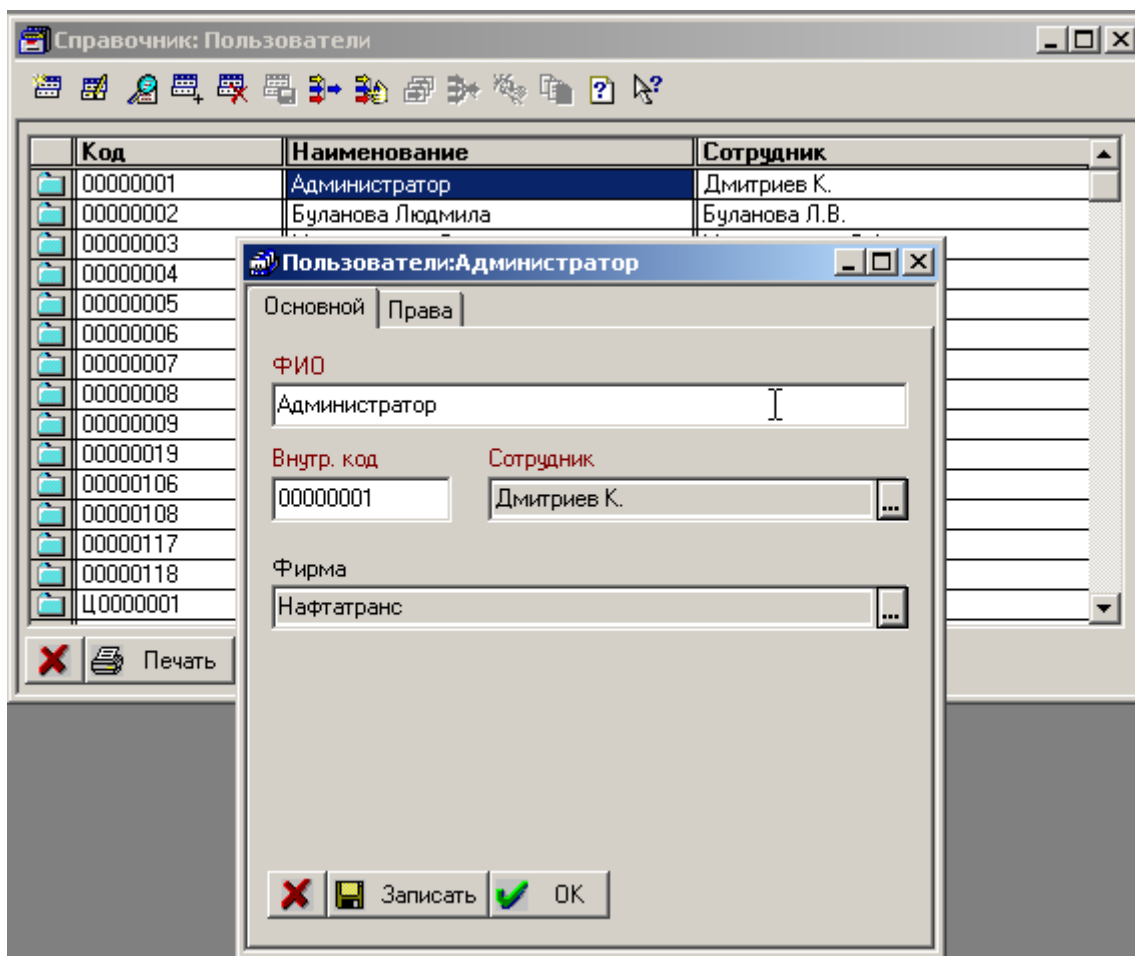 Справочник: Пользователи
Код Наименование Сотрудник
00000001 Администратор Дмитриев К.
00000002 Буланова Людмила Буланова Л.В.
00000003
00000004
00000005
00000006
00000007
00000008
00000009
00000019
00000106
00000108
00000117
00000118
Ц0000001
Печать
Пользователи:Администратор
Основной Права
ФИО
Администратор
Внутр. код Сотрудник
00000001 Дмитриев К. ...
Фирма
Нафтатранс ...
Записать OK